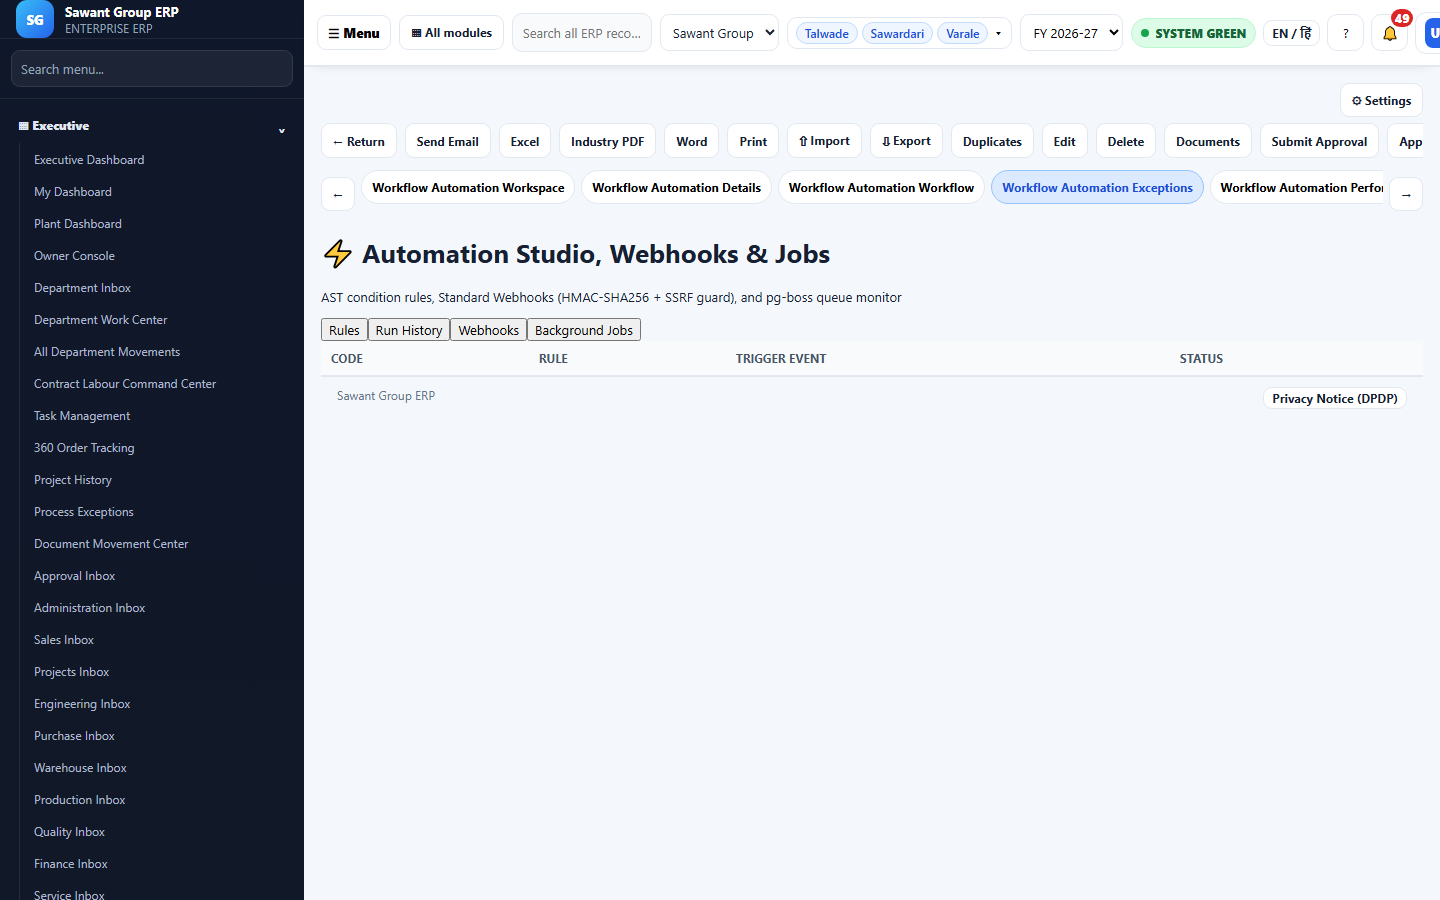 SG
Sawant Group ERP
ENTERPRISE ERP
Search menu...
Executive
Executive Dashboard
My Dashboard
Plant Dashboard
Owner Console
Department Inbox
Department Work Center
All Department Movements
Contract Labour Command Center
Task Management
360 Order Tracking
Project History
Process Exceptions
Document Movement Center
Approval Inbox
Administration Inbox
Sales Inbox
Projects Inbox
Engineering Inbox
Purchase Inbox
Warehouse Inbox
Production Inbox
Quality Inbox
Finance Inbox
Service Inbox
☰ Menu
All modules
Search all ERP reco...
Sawant Group
Talwade
Sawardari
Varale
FY 2026-27
SYSTEM GREEN
EN / हिं
?
49
U
⚙ Settings
← Return
Send Email
Excel
Industry PDF
Word
Print
⇧ Import
⇩ Export
Duplicates
Edit
Delete
Documents
Submit Approval
App
←
Workflow Automation Workspace
Workflow Automation Details
Workflow Automation Workflow
Workflow Automation Exceptions
Workflow Automation Perfor
→
⚡ Automation Studio, Webhooks & Jobs
AST condition rules, Standard Webhooks (HMAC-SHA256 + SSRF guard), and pg-boss queue monitor
Rules
Run History
Webhooks
Background Jobs
CODE RULE TRIGGER EVENT STATUS
Sawant Group ERP
Privacy Notice (DPDP)